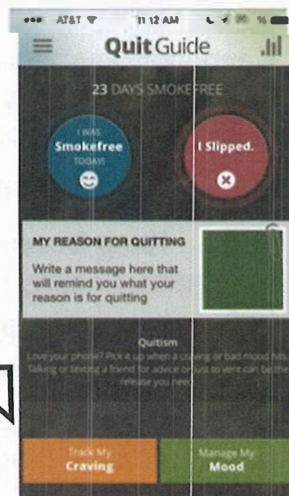 AT&T 11 12 AM %
Quit Guide
23 DAYS SMOKEFREE
I WAS
Smokefree
TODAY!
I Slipped.
MY REASON FOR QUITTING
Write a message here that
will remind you what your
reason is for quitting
Quitism
Love your phone? Pick it up when a craving or bad mood hits.
Talking or texting a friend for advice or just to vent can be the
release you need.
Track My
Craving
Manage My
Mood